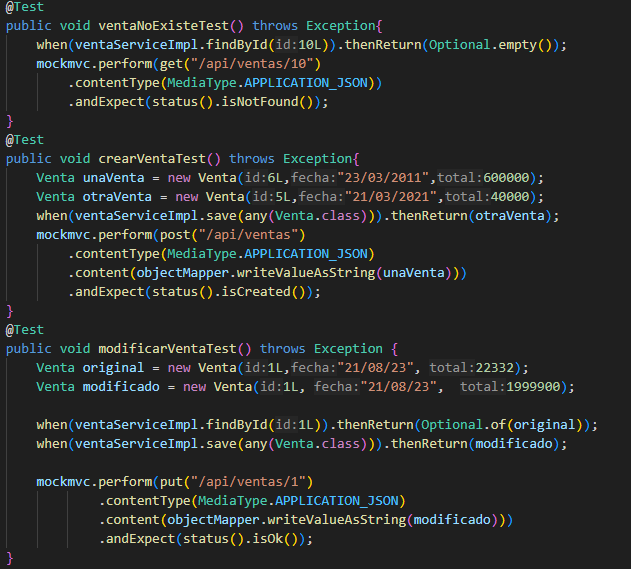 @Test
public void ventaNoExisteTest() throws Exception{
when(ventaServiceImpl.findById(id:10L)).thenReturn(Optional.empty());
mockmvc.perform(get("/api/ventas/10")
.contentType(MediaType.APPLICATION_JSON))
.andExpect(status().isNotFound());
}
@Test
public void crearVentaTest() throws Exception{
Venta unaVenta = new Venta(id:6L,fecha:"23/03/2011",total:600000);
Venta otraVenta = new Venta(id:5L,fecha:"21/03/2021",total:40000);
when(ventaServiceImpl.save(any(Venta.class))).thenReturn(otraVenta);
mockmvc.perform(post("/api/ventas")
.contentType(MediaType.APPLICATION_JSON)
.content(objectMapper.writeValueAsString(unaVenta)))
.andExpect(status().isCreated());
}
@Test
public void modificarVentaTest() throws Exception {
Venta original = new Venta(id:1L,fecha:"21/08/23", total:22332);
Venta modificado = new Venta(id:1L, fecha:"21/08/23",  total:1999900);
when(ventaServiceImpl.findById(id:1L)).thenReturn(Optional.of(original));
when(ventaServiceImpl.save(any(Venta.class))).thenReturn(modificado);
mockmvc.perform(put("/api/ventas/1")
.contentType(MediaType.APPLICATION_JSON)
.content(objectMapper.writeValueAsString(modificado)))
.andExpect(status().isOk());
}